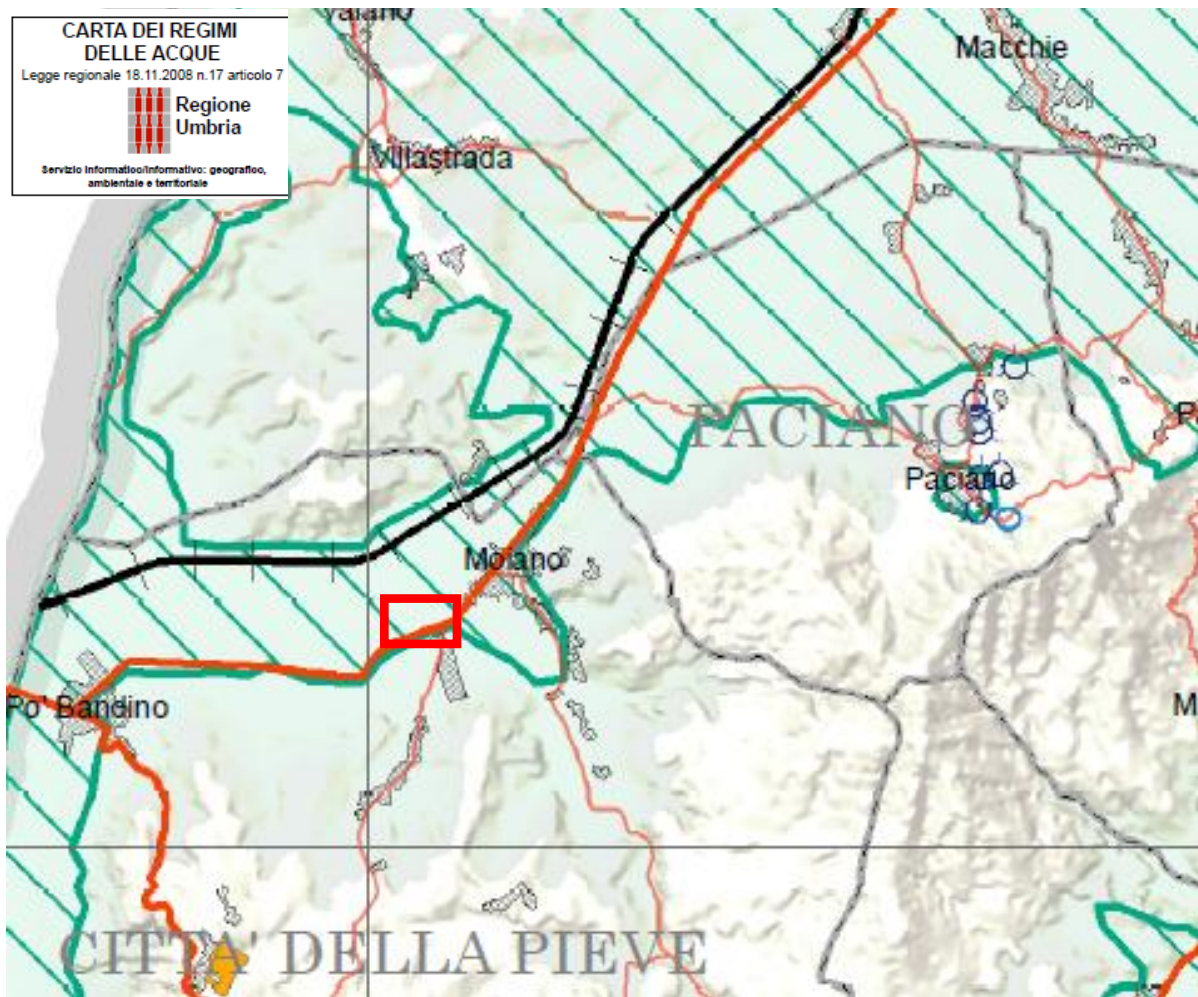 CARTA DEI REGIMI
DELLE ACQUE
Legge regionale 18.11.2008 n.17 articolo 7
Regione
Umbria
Servizio Informatico/Informativo: geografico,
ambientale e territoriale
Vaiano
Macchie
Villastrada
PACIANO
Paciano
Moiano
Po' Bandino
CITTA' DELLA PIEVE